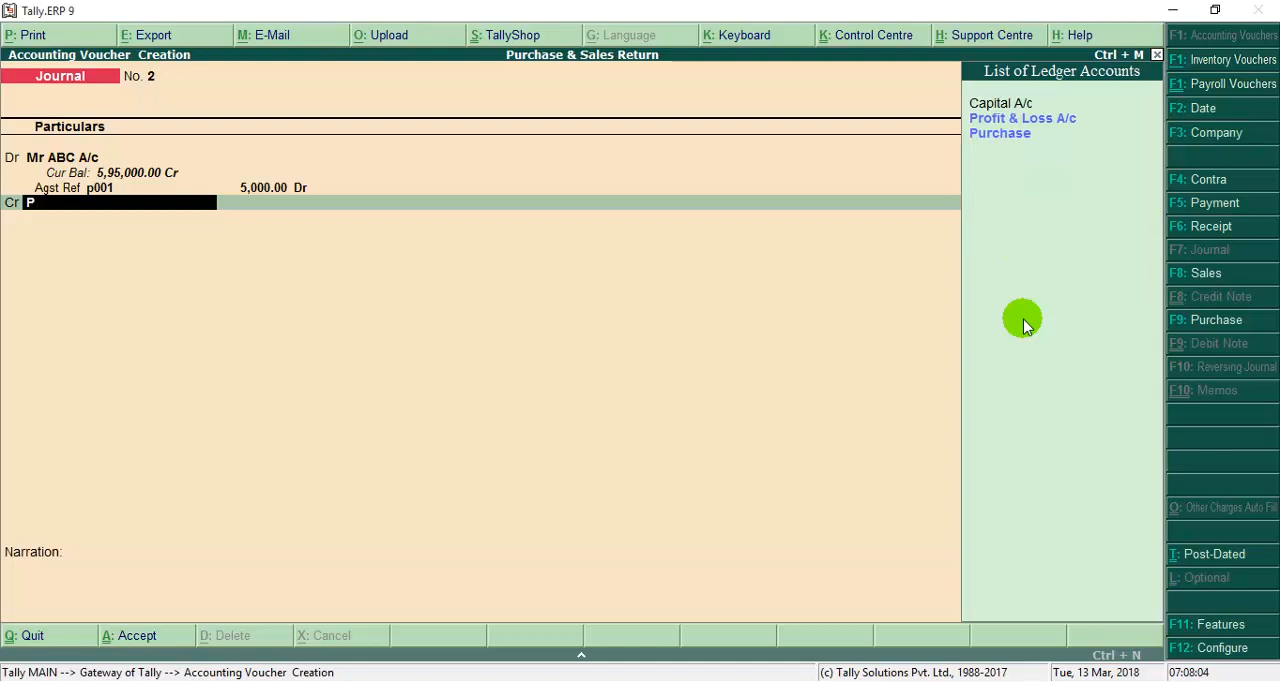 Tally.ERP 9
P: Print
E: Export
M: E-Mail
O: Upload
S: TallyShop
G: Language
K: Keyboard
K: Control Centre
H: Support Centre
H: Help
F1: Accounting Vouchers
Accounting Voucher Creation
Purchase & Sales Return
Ctrl + M
Journal No. 2
List of Ledger Accounts
F1: Inventory Vouchers
F1: Payroll Vouchers
Capital A/c
Profit & Loss A/c
Purchase
F2: Date
F3: Company
Particulars
Dr Mr ABC A/c
Cur Bal: 5,95,000.00 Cr
Agst Ref p001 5,000.00 Dr
Cr P
F4: Contra
F5: Payment
F6: Receipt
F7: Journal
F8: Sales
F8: Credit Note
F9: Purchase
F9: Debit Note
F10: Reversing Journal
F10: Memos
O: Other Charges Auto Fill
Narration:
T: Post-Dated
L: Optional
F11: Features
F12: Configure
Q: Quit
A: Accept
D: Delete
X: Cancel
Ctrl + N
Tally MAIN --> Gateway of Tally --> Accounting Voucher Creation
(c) Tally Solutions Pvt. Ltd., 1988-2017
Tue, 13 Mar, 2018
07:08:04